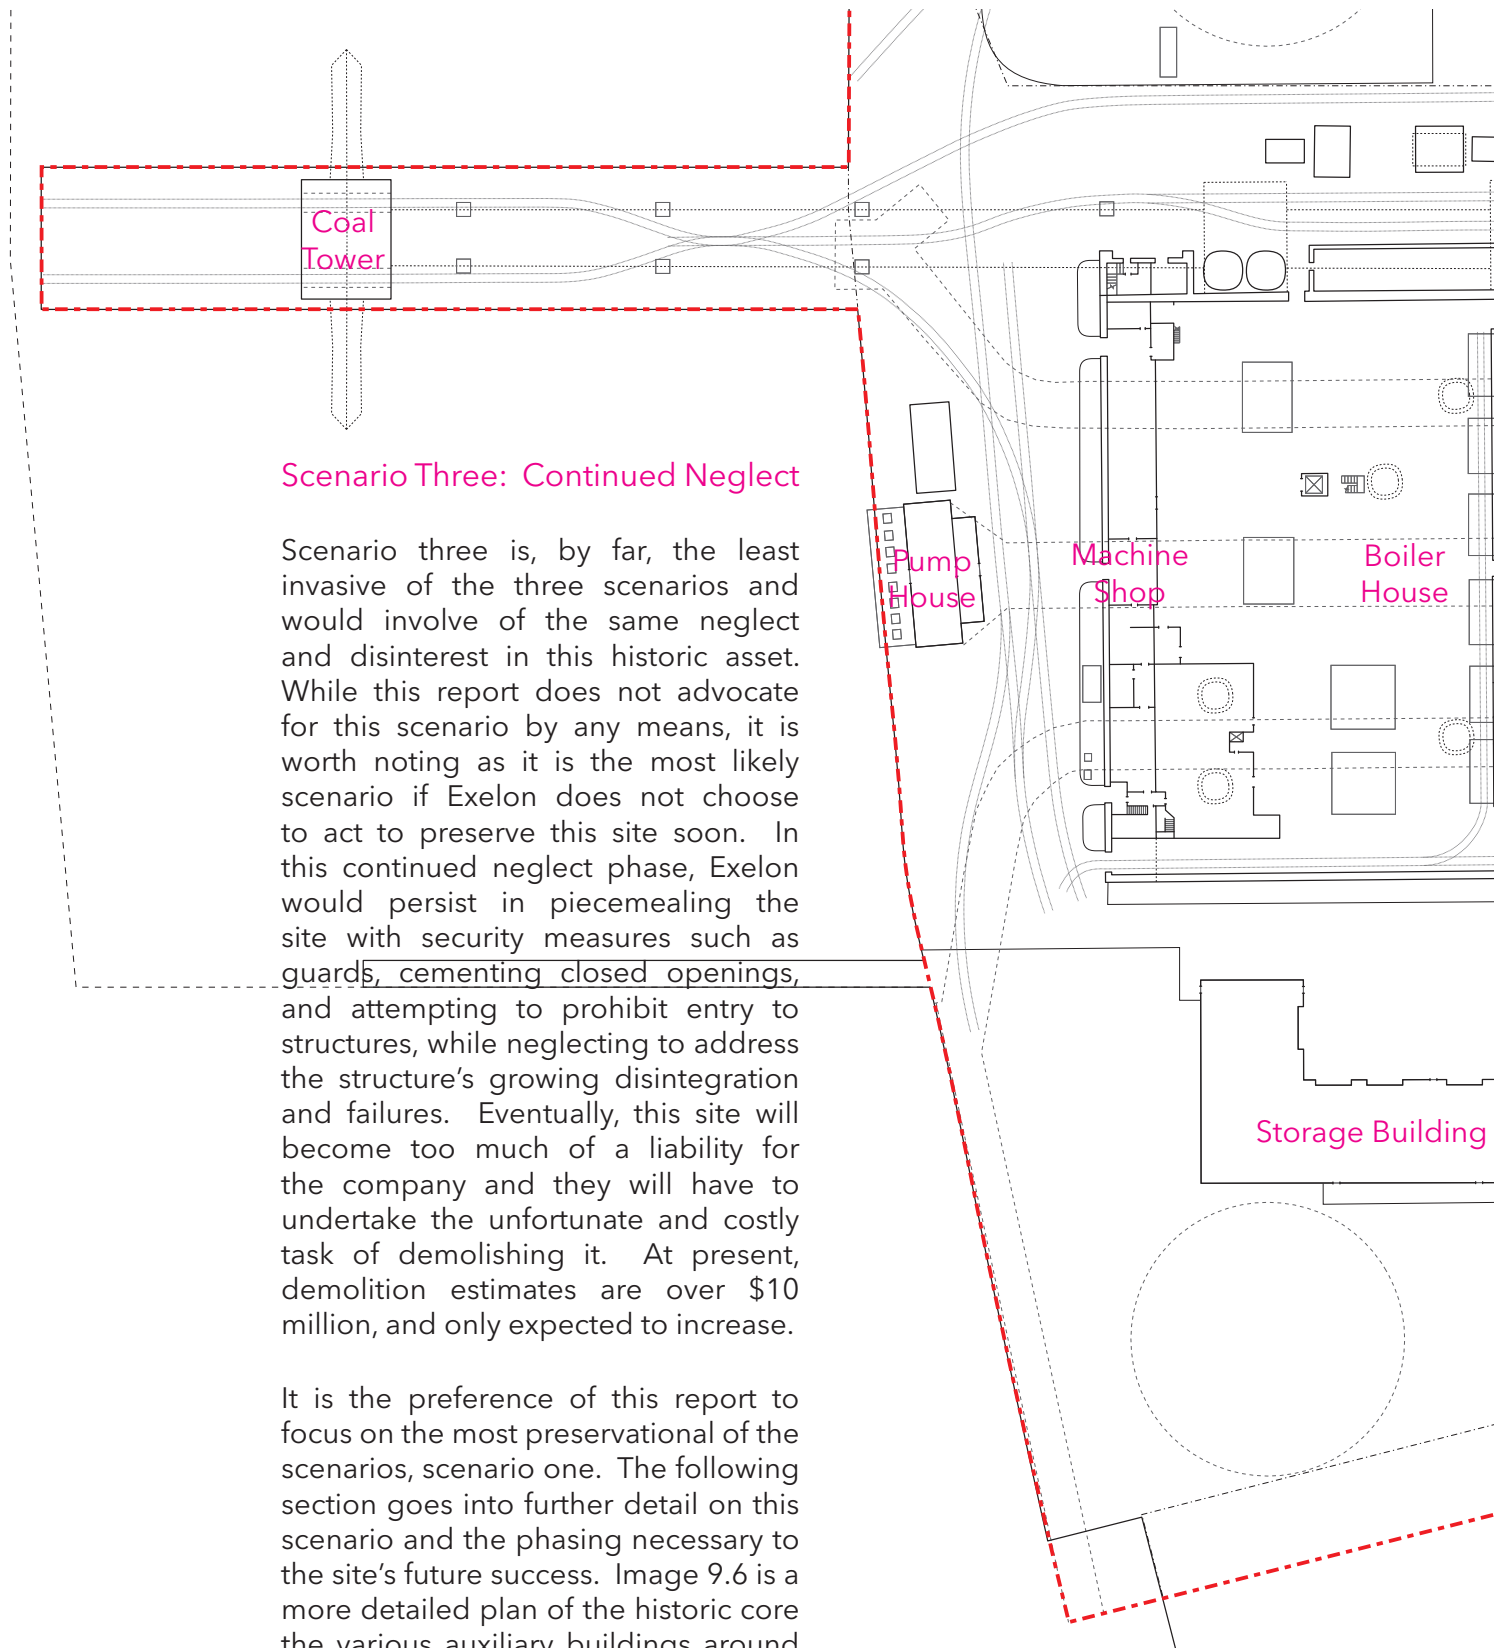 Coal
Tower
Scenario Three:  Continued Neglect
Scenario three is, by far, the least
invasive of the three scenarios and
would involve of the same neglect
and disinterest in this historic asset.
While this report does not advocate
for this scenario by any means, it is
worth noting as it is the most likely
scenario if Exelon does not choose
to act to preserve this site soon.  In
this continued neglect phase, Exelon
would persist in piecemealing the
site with security measures such as
guards, cementing closed openings,
and attempting to prohibit entry to
structures, while neglecting to address
the structure's growing disintegration
and failures.  Eventually, this site will
become too much of a liability for
the company and they will have to
undertake the unfortunate and costly
task of demolishing it.  At present,
demolition estimates are over $10
million, and only expected to increase.
It is the preference of this report to
focus on the most preservational of the
scenarios, scenario one.  The following
section goes into further detail on this
scenario and the phasing necessary to
the site's future success.  Image 9.6 is a
more detailed plan of the historic core
the various auxiliary buildings around
Pump
House
Machine
Shop
Boiler
House
Storage Building